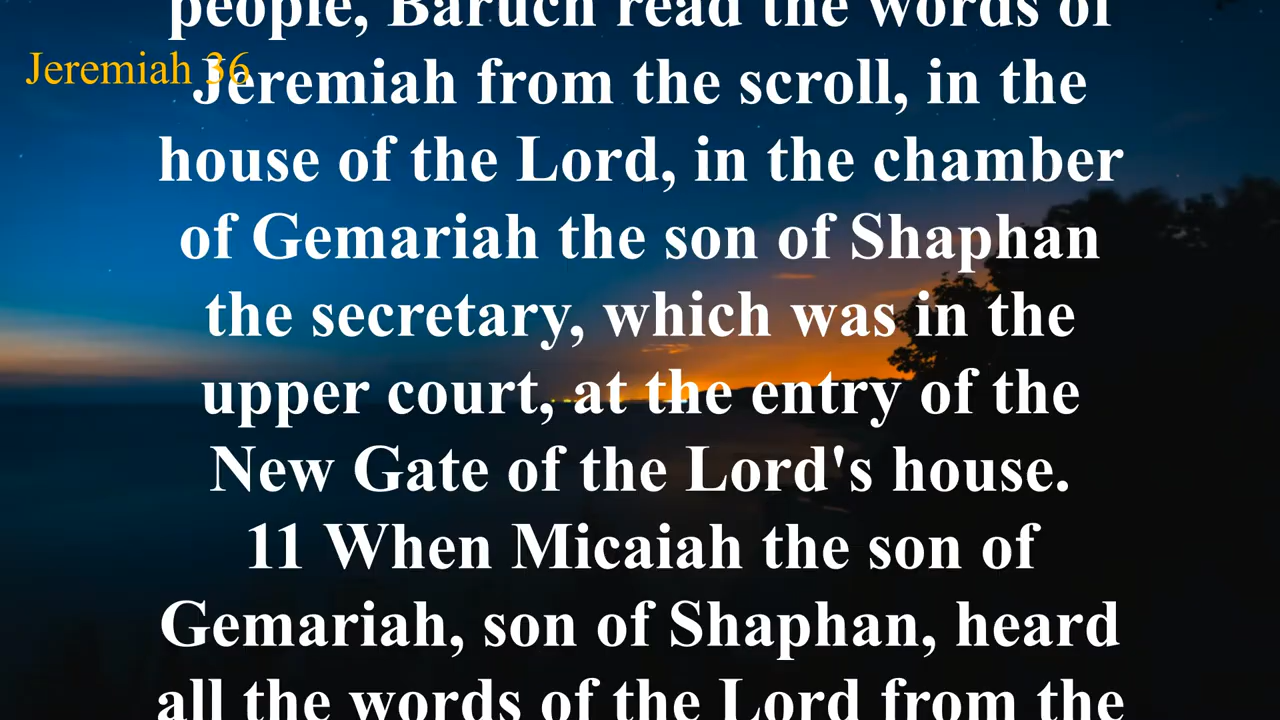 people, Baruch read the words of
Jeremiah 36
Jeremiah from the scroll, in the
house of the Lord, in the chamber
of Gemariah the son of Shaphan
the secretary, which was in the
upper court, at the entry of the
New Gate of the Lord's house.
11 When Micaiah the son of
Gemariah, son of Shaphan, heard
all the words of the Lord from the